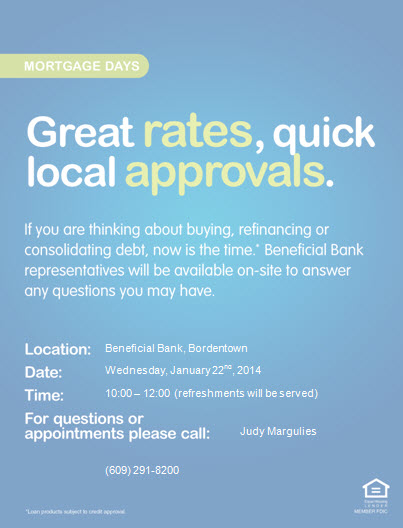 MORTGAGE DAYS
Great rates, quick
local approvals.
If you are thinking about buying, refinancing or
consolidating debt, now is the time.* Beneficial Bank
representatives will be available on-site to answer
any questions you may have.
Location: Beneficial Bank, Bordentown
Date: Wednesday, January 22nd, 2014
Time: 10:00 – 12:00 (refreshments will be served)
For questions or
appointments please call: Judy Margulies
(609) 291-8200
*Loan products subject to credit approval.
Equal Housing
LENDER
MEMBER FDIC